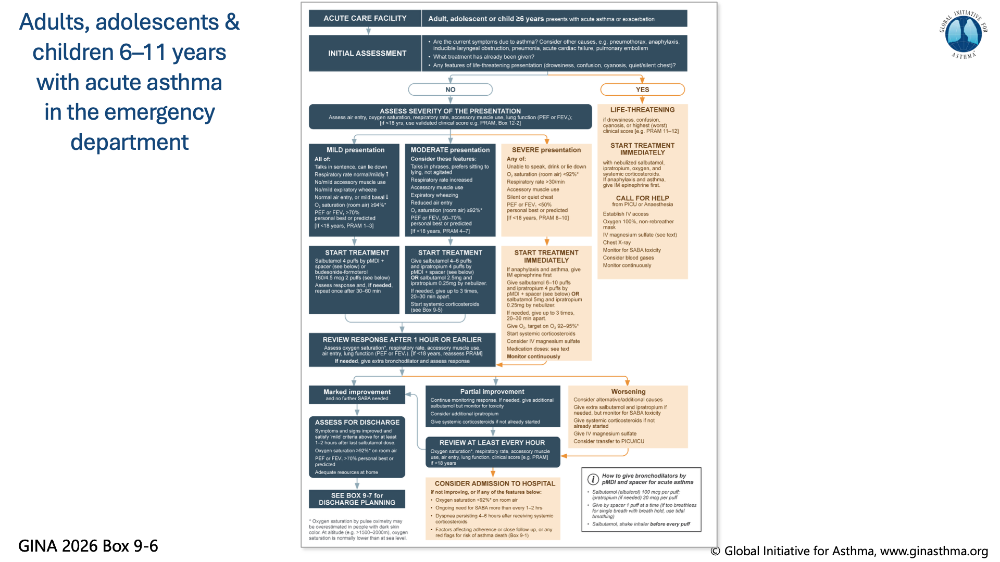 Adults, adolescents &
children 6–11 years
with acute asthma
in the emergency
department
GLOBAL INITIATIVE FOR
ASTHMA
ACUTE CARE FACILITY
Adult, adolescent or child ≥6 years presents with acute asthma or exacerbation
INITIAL ASSESSMENT
• Are the current symptoms due to asthma? Consider other causes, e.g. pneumothorax, anaphylaxis,
inducible laryngeal obstruction, pneumonia, acute cardiac failure, pulmonary embolism
• What treatment has already been given?
• Any features of life-threatening presentation (drowsiness, confusion, cyanosis, quiet/silent chest)?
NO
YES
ASSESS SEVERITY OF THE PRESENTATION
Assess air entry, oxygen saturation, respiratory rate, accessory muscle use, lung function (PEF or FEV₁);
[if <18 yrs, use validated clinical score e.g. PRAM, Box 12-2]
LIFE-THREATENING
if drowsiness, confusion,
cyanosis, or highest (worst)
clinical score [e.g. PRAM 11–12]
START TREATMENT
IMMEDIATELY
with nebulized salbutamol,
ipratropium, oxygen, and
systemic corticosteroids.
If anaphylaxis and asthma,
give IM epinephrine first.
CALL FOR HELP
from PICU or Anaesthesia
Establish IV access
Oxygen 100%, non-rebreather
mask
IV magnesium sulfate (see text)
Chest X-ray
Monitor for SABA toxicity
Consider blood gases
Monitor continuously
MILD presentation
All of:
Talks in sentence, can lie down
Respiratory rate normal/mildly ↑
No/mild accessory muscle use
No/mild expiratory wheeze
Normal air entry, or mild basal ↓
O₂ saturation (room air) ≥94%*
PEF or FEV₁ >70%
personal best or predicted
[If <18 years, PRAM 1–3]
MODERATE presentation
Consider these features:
Talks in phrases, prefers sitting to
lying, not agitated
Respiratory rate increased
Accessory muscle use
Expiratory wheezing
Reduced air entry
O₂ saturation (room air) ≥92%*
PEF or FEV₁ 50–70%
personal best or predicted
[If <18 years, PRAM 4–7]
SEVERE presentation
Any of:
Unable to speak, drink or lie down
O₂ saturation (room air) <92%*
Respiratory rate >30/min
Accessory muscle use
Silent or quiet chest
PEF or FEV₁ <50%
personal best or predicted
[If <18 years, PRAM 8–10]
START TREATMENT
Salbutamol 4 puffs by pMDI +
spacer (see below) or
budesonide-formoterol
160/4.5 mcg 2 puffs (see below)
Assess response and, if needed,
repeat once after 30–60 min
START TREATMENT
Give salbutamol 4–6 puffs
and ipratropium 4 puffs by
pMDI + spacer (see below)
OR salbutamol 2.5mg and
ipratropium 0.25mg by nebulizer.
If needed, give up to 3 times,
20–30 min apart.
Start systemic corticosteroids
(see Box 9-5)
START TREATMENT
IMMEDIATELY
If anaphylaxis and asthma, give
IM epinephrine first
Give salbutamol 6–10 puffs
and ipratropium 4 puffs by
pMDI + spacer (see below) OR
salbutamol 5mg and ipratropium
0.25mg by nebulizer.
If needed, give up to 3 times,
20–30 min apart.
Give O₂, target on O₂ 92–95%*
Start systemic corticosteroids
Consider IV magnesium sulfate
Medication doses: see text
Monitor continuously
REVIEW RESPONSE AFTER 1 HOUR OR EARLIER
Assess oxygen saturation*, respiratory rate, accessory muscle use,
air entry, lung function (PEF or FEV₁). [If <18 years, reassess PRAM]
If needed, give extra bronchodilator and assess response
Marked improvement
and no further SABA needed
Partial improvement
Continue monitoring response. If needed, give additional
salbutamol but monitor for toxicity
Consider additional ipratropium
Give systemic corticosteroids if not already started
Worsening
Consider alternative/additional causes
Give extra salbutamol and ipratropium if
needed, but monitor for SABA toxicity
Give systemic corticosteroids if not
already started
Give IV magnesium sulfate
Consider transfer to PICU/ICU
ASSESS FOR DISCHARGE
Symptoms and signs improved and
satisfy 'mild' criteria above for at least
1–2 hours after last salbutamol dose.
Oxygen saturation ≥92%* on room air
PEF or FEV₁ >70% personal best or
predicted
Adequate resources at home
REVIEW AT LEAST EVERY HOUR
Oxygen saturation*, respiratory rate, accessory muscle
use, air entry, lung function, clinical score [e.g. PRAM]
if <18 years
SEE BOX 9-7 for
DISCHARGE PLANNING
CONSIDER ADMISSION TO HOSPITAL
if not improving, or if any of the features below:
• Oxygen saturation <92%* on room air
• Ongoing need for SABA more than every 1–2 hrs
• Dyspnea persisting 4–6 hours after receiving systemic
corticosteroids
• Factors affecting adherence or close follow-up, or any
red flags for risk of asthma death (Box 9-1)
i
How to give bronchodilators by
pMDI and spacer for acute asthma
• Salbutamol (albuterol) 100 mcg per puff;
ipratropium (if needed) 20 mcg per puff
• Give by spacer 1 puff at a time (if too breathless
for single breath with breath hold, use tidal
breathing)
• Salbutamol, shake inhaler before every puff
* Oxygen saturation by pulse oximetry may
be overestimated in people with dark skin
color. At altitude (e.g. >1500–2000m), oxygen
saturation is normally lower than at sea level.
GINA 2026 Box 9-6
© Global Initiative for Asthma, www.ginasthma.org